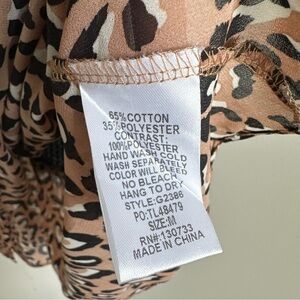 65%COTTON
35%POLYESTER
CONTRAST:
100%POLYESTER
HAND WASH COLD
WASH SEPARATELY
COLOR WILL BLEED
NO BLEACH
HANG TO DRY
STYLE:G2386
PO:TL48479
SIZE:M
RN#:130733
MADE IN CHINA